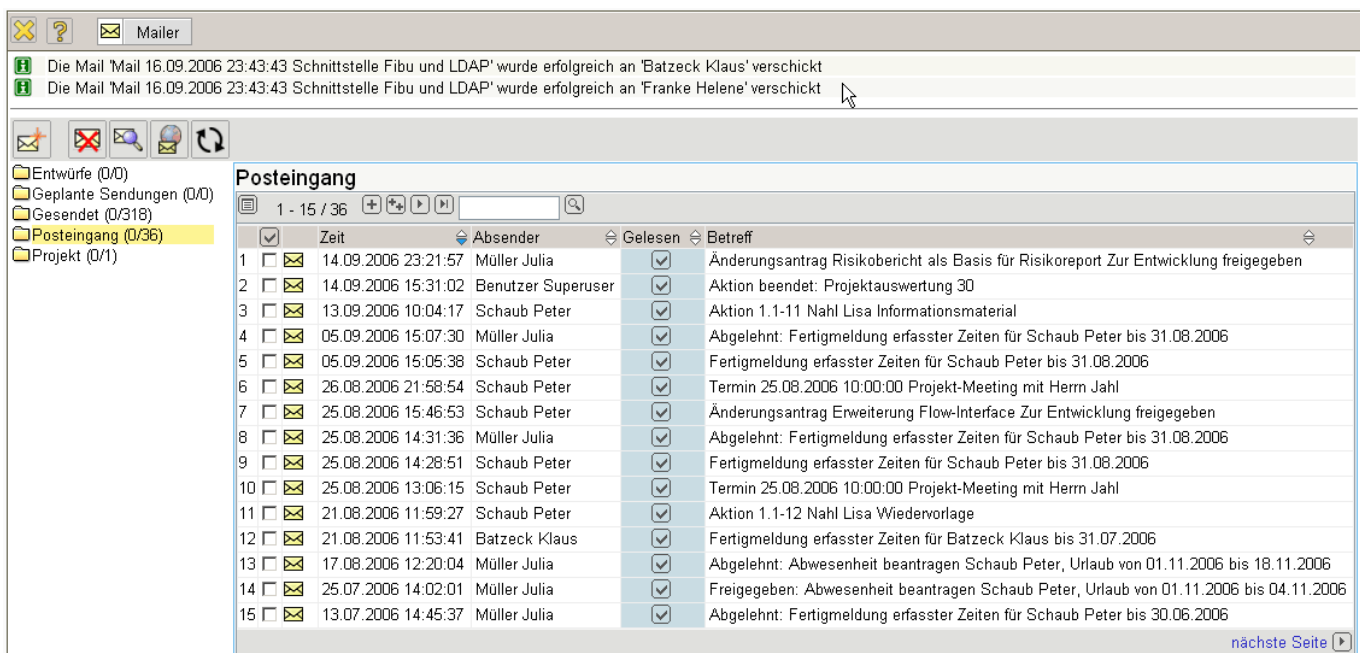 Mailer
Die Mail 'Mail 16.09.2006 23:43:43 Schnittstelle Fibu und LDAP' wurde erfolgreich an 'Batzeck Klaus' verschickt
Die Mail 'Mail 16.09.2006 23:43:43 Schnittstelle Fibu und LDAP' wurde erfolgreich an 'Franke Helene' verschickt
Entwürfe (0/0)
Geplante Sendungen (0/0)
Gesendet (0/318)
Posteingang (0/36)
Projekt (0/1)
Posteingang
1 - 15 / 36
Zeit Absender Gelesen Betreff
1 14.09.2006 23:21:57 Müller Julia Änderungsantrag Risikobericht als Basis für Risikoreport Zur Entwicklung freigegeben
2 14.09.2006 15:31:02 Benutzer Superuser Aktion beendet: Projektauswertung 30
3 13.09.2006 10:04:17 Schaub Peter Aktion 1.1-11 Nahl Lisa Informationsmaterial
4 05.09.2006 15:07:30 Müller Julia Abgelehnt: Fertigmeldung erfasster Zeiten für Schaub Peter bis 31.08.2006
5 05.09.2006 15:05:38 Schaub Peter Fertigmeldung erfasster Zeiten für Schaub Peter bis 31.08.2006
6 26.08.2006 21:58:54 Schaub Peter Termin 25.08.2006 10:00:00 Projekt-Meeting mit Herrn Jahl
7 25.08.2006 15:46:53 Schaub Peter Änderungsantrag Erweiterung Flow-Interface Zur Entwicklung freigegeben
8 25.08.2006 14:31:36 Müller Julia Abgelehnt: Fertigmeldung erfasster Zeiten für Schaub Peter bis 31.08.2006
9 25.08.2006 14:28:51 Schaub Peter Fertigmeldung erfasster Zeiten für Schaub Peter bis 31.08.2006
10 25.08.2006 13:06:15 Schaub Peter Termin 25.08.2006 10:00:00 Projekt-Meeting mit Herrn Jahl
11 21.08.2006 11:59:27 Schaub Peter Aktion 1.1-12 Nahl Lisa Wiedervorlage
12 21.08.2006 11:53:41 Batzeck Klaus Fertigmeldung erfasster Zeiten für Batzeck Klaus bis 31.07.2006
13 17.08.2006 12:20:04 Müller Julia Abgelehnt: Abwesenheit beantragen Schaub Peter, Urlaub von 01.11.2006 bis 18.11.2006
14 25.07.2006 14:02:01 Müller Julia Freigegeben: Abwesenheit beantragen Schaub Peter, Urlaub von 01.11.2006 bis 04.11.2006
15 13.07.2006 14:45:37 Müller Julia Abgelehnt: Fertigmeldung erfasster Zeiten für Schaub Peter bis 30.06.2006
nächste Seite